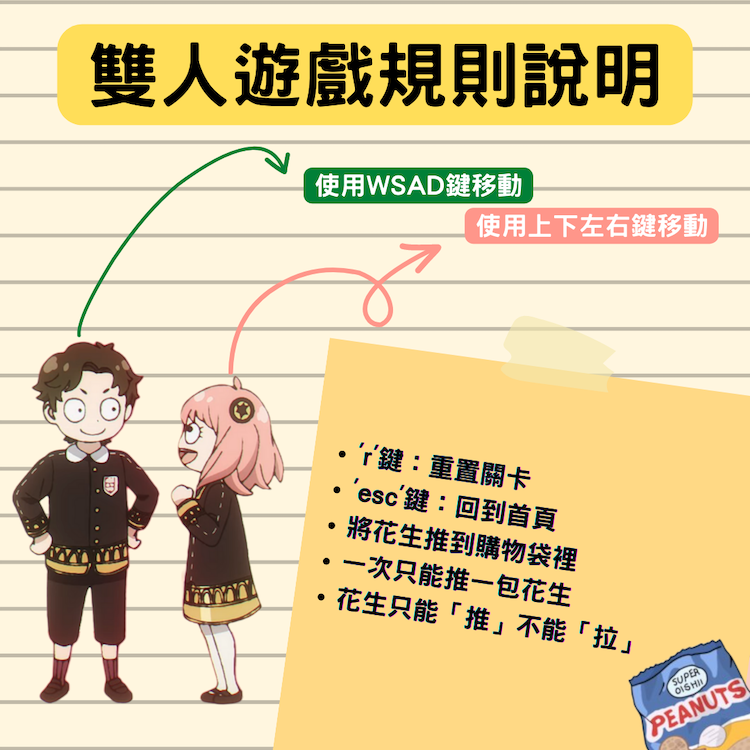 雙人遊戲規則說明
使用WSAD鍵移動
使用上下左右鍵移動
• 'r'鍵：重置關卡
• 'esc'鍵：回到首頁
• 將花生推到購物袋裡
• 一次只能推一包花生
• 花生只能「推」不能「拉」
SUPER
OISHII
PEANUTS